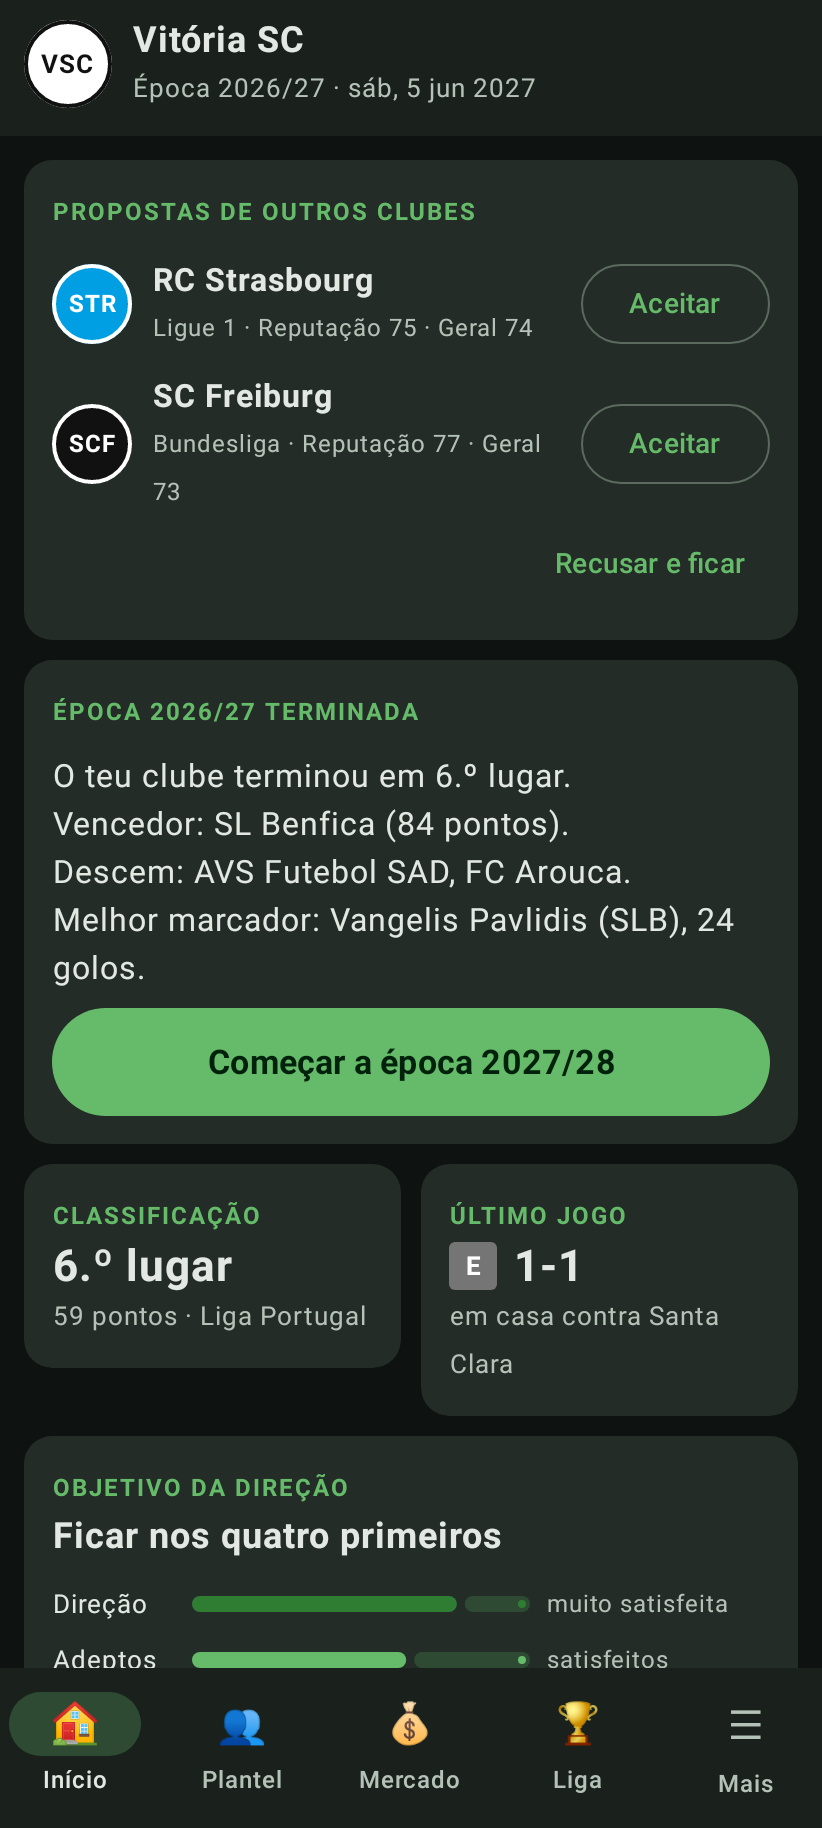 VSC
Vitória SC
Época 2026/27 · sáb, 5 jun 2027
PROPOSTAS DE OUTROS CLUBES
STR
RC Strasbourg
Ligue 1 · Reputação 75 · Geral 74
Aceitar
SCF
SC Freiburg
Bundesliga · Reputação 77 · Geral
73
Aceitar
Recusar e ficar
ÉPOCA 2026/27 TERMINADA
O teu clube terminou em 6.º lugar.
Vencedor: SL Benfica (84 pontos).
Descem: AVS Futebol SAD, FC Arouca.
Melhor marcador: Vangelis Pavlidis (SLB), 24
golos.
Começar a época 2027/28
CLASSIFICAÇÃO
6.º lugar
59 pontos · Liga Portugal
ÚLTIMO JOGO
E 1-1
em casa contra Santa
Clara
OBJETIVO DA DIREÇÃO
Ficar nos quatro primeiros
Direção muito satisfeita
Adeptos satisfeitos
Início
Plantel
Mercado
Liga
Mais